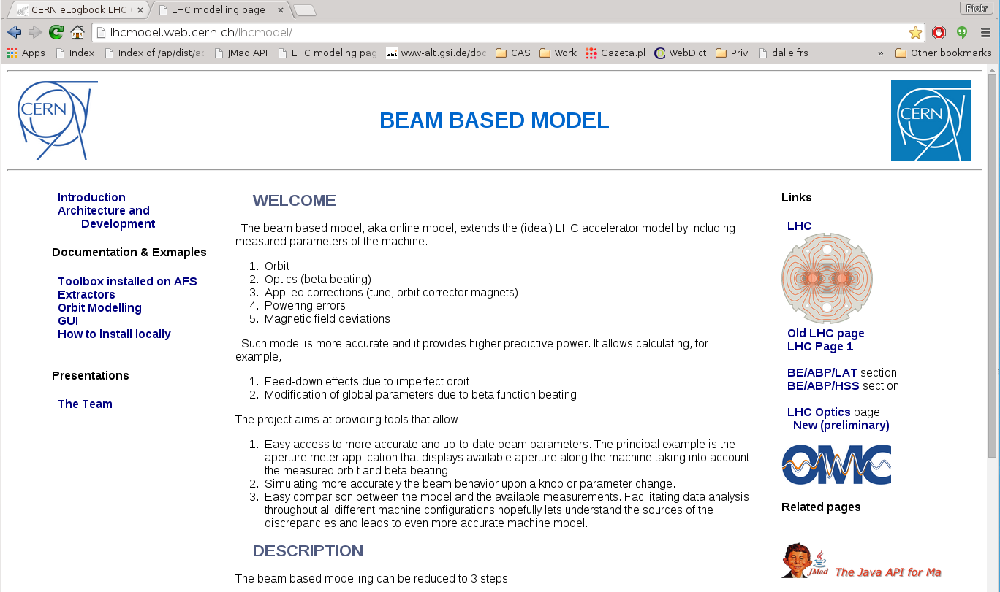 CERN eLogbook LHC
LHC modelling page
Piotr
lhcmodel.web.cern.ch/lhcmodel/
Apps
Index
Index of /ap/dist/ac
JMad API
LHC modeling pag
GSI
www-alt.gsi.de/doc
CAS
Work
Gazeta.pl
WebDict
Priv
dalie frs
»
Other bookmarks
CERN
BEAM BASED MODEL
CERN
Introduction
Architecture and
Development
Documentation & Exmaples
Toolbox installed on AFS
Extractors
Orbit Modelling
GUI
How to install locally
Presentations
The Team
WELCOME
The beam based model, aka online model, extends the (ideal) LHC accelerator model by including
measured parameters of the machine.
1. Orbit
2. Optics (beta beating)
3. Applied corrections (tune, orbit corrector magnets)
4. Powering errors
5. Magnetic field deviations
Such model is more accurate and it provides higher predictive power. It allows calculating, for
example,
1. Feed-down effects due to imperfect orbit
2. Modification of global parameters due to beta function beating
The project aims at providing tools that allow
1. Easy access to more accurate and up-to-date beam parameters. The principal example is the
aperture meter application that displays available aperture along the machine taking into account
the measured orbit and beta beating.
2. Simulating more accurately the beam behavior upon a knob or parameter change.
3. Easy comparison between the model and the available measurements. Facilitating data analysis
throughout all different machine configurations hopefully lets understand the sources of the
discrepancies and leads to even more accurate machine model.
DESCRIPTION
The beam based modelling can be reduced to 3 steps
Links
LHC
Old LHC page
LHC Page 1
BE/ABP/LAT section
BE/ABP/HSS section
LHC Optics page
New (preliminary)
OMC
Related pages
JMad
The Java API for Ma